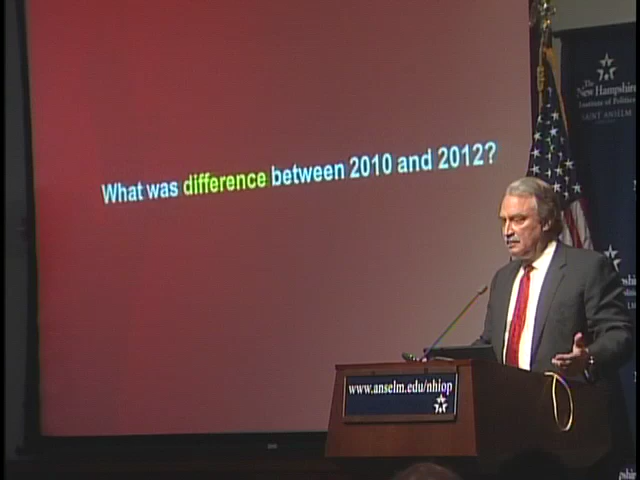 What was difference between 2010 and 2012?
The
New Hampshire
Institute of Politics
SAINT ANSELM
www.anselm.edu/nhiop